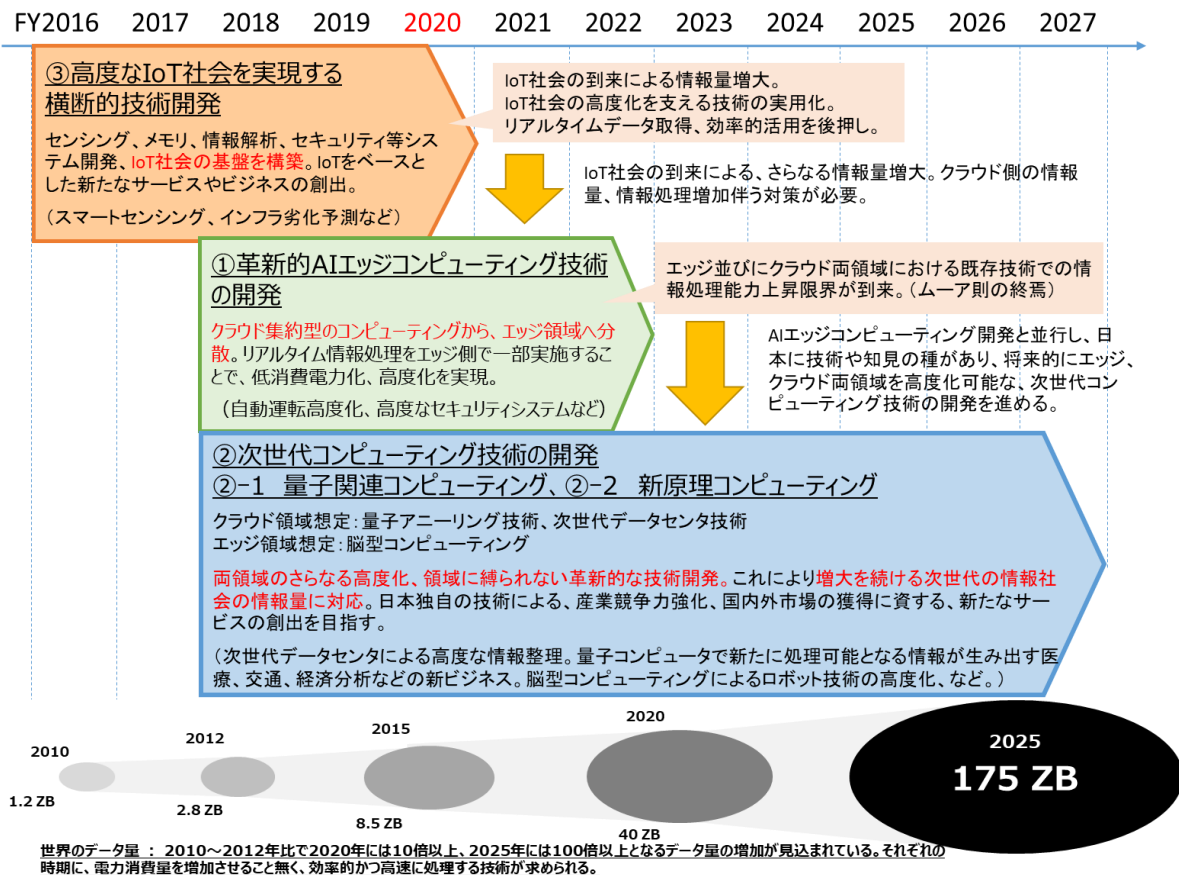 FY2016 2017 2018 2019 2020 2021 2022 2023 2024 2025 2026 2027
③高度なIoT社会を実現する
横断的技術開発
センシング、メモリ、情報解析、セキュリティ等シス
テム開発、IoT社会の基盤を構築。IoTをベースと
した新たなサービスやビジネスの創出。
（スマートセンシング、インフラ劣化予測など）
IoT社会の到来による情報量増大。
IoT社会の高度化を支える技術の実用化。
リアルタイムデータ取得、効率的活用を後押し。
IoT社会の到来による、さらなる情報量増大。クラウド側の情報
量、情報処理増加伴う対策が必要。
①革新的AIエッジコンピューティング技術
の開発
クラウド集約型のコンピューティングから、エッジ領域へ分
散。リアルタイム情報処理をエッジ側で一部実施するこ
とで、低消費電力化、高度化を実現。
（自動運転高度化、高度なセキュリティシステムなど）
エッジ並びにクラウド両領域における既存技術での情
報処理能力上昇限界が到来。（ムーア則の終焉）
AIエッジコンピューティング開発と並行し、日
本に技術や知見の種があり、将来的にエッジ、
クラウド両領域を高度化可能な、次世代コン
ピューティング技術の開発を進める。
②次世代コンピューティング技術の開発
②-1 量子関連コンピューティング、②-2 新原理コンピューティング
クラウド領域想定：量子アニーリング技術、次世代データセンタ技術
エッジ領域想定：脳型コンピューティング
両領域のさらなる高度化、領域に縛られない革新的な技術開発。これにより増大を続ける次世代の情報社
会の情報量に対応。日本独自の技術による、産業競争力強化、国内外市場の獲得に資する、新たなサー
ビスの創出を目指す。
（次世代データセンタによる高度な情報整理。量子コンピュータで新たに処理可能となる情報が生み出す医
療、交通、経済分析などの新ビジネス。脳型コンピューティングによるロボット技術の高度化、など。）
2010
1.2 ZB
2012
2.8 ZB
2015
8.5 ZB
2020
40 ZB
2025
175 ZB
世界のデータ量 ： 2010～2012年比で2020年には10倍以上、2025年には100倍以上となるデータ量の増加が見込まれている。それぞれの
時期に、電力消費量を増加させること無く、効率的かつ高速に処理する技術が求められる。